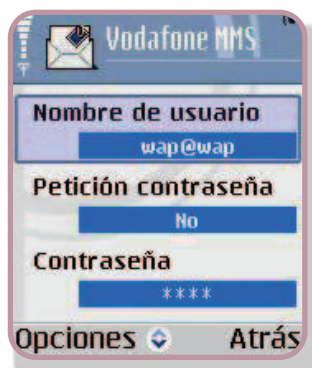 Vodafone MMS
Nombre de usuario
wap@wap
Petición contraseña
No
Contraseña
****
Opciones
Atrás